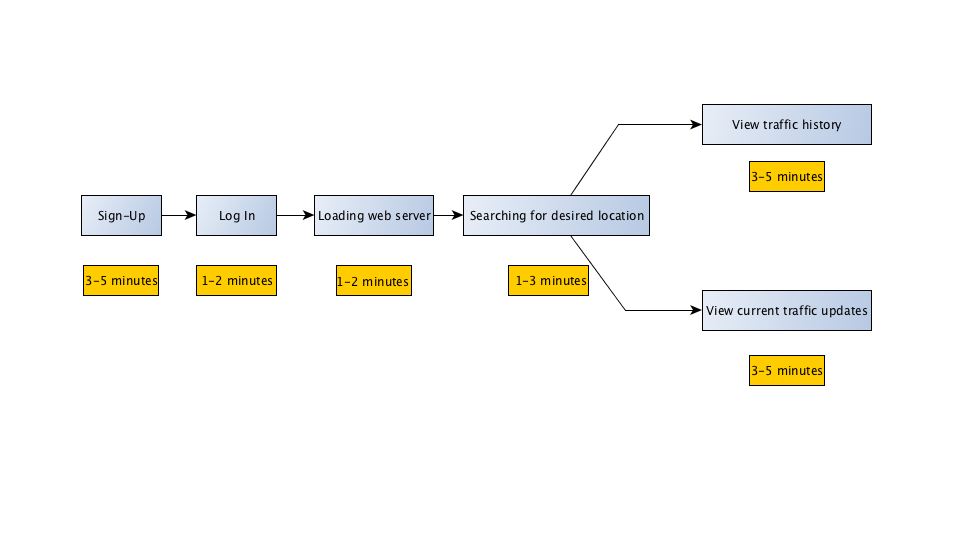 View traffic history
3-5 minutes
Sign-Up
Log In
Loading web server
Searching for desired location
3-5 minutes
1-2 minutes
1-2 minutes
1-3 minutes
View current traffic updates
3-5 minutes